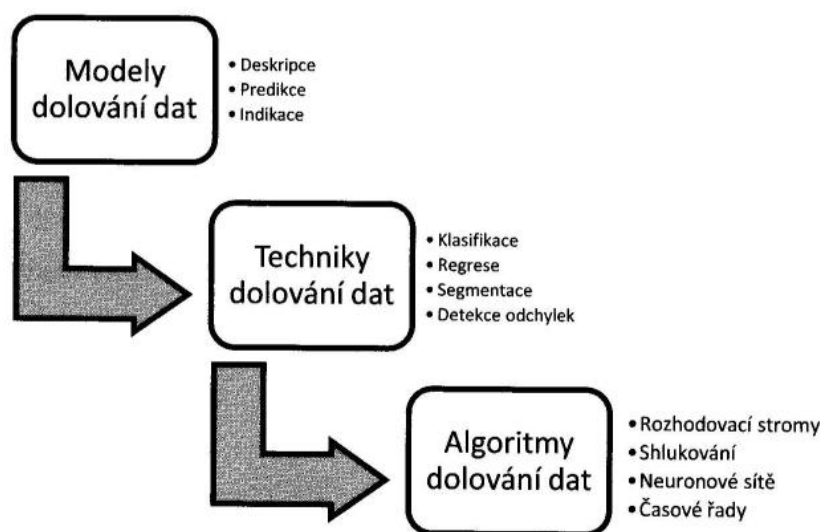 Modely
dolování dat
• Deskripce
• Predikce
• Indikace
Techniky
dolování dat
• Klasifikace
• Regrese
• Segmentace
• Detekce odchylek
Algoritmy
dolování dat
• Rozhodovací stromy
• Shlukování
• Neuronové sítě
• Časové řady